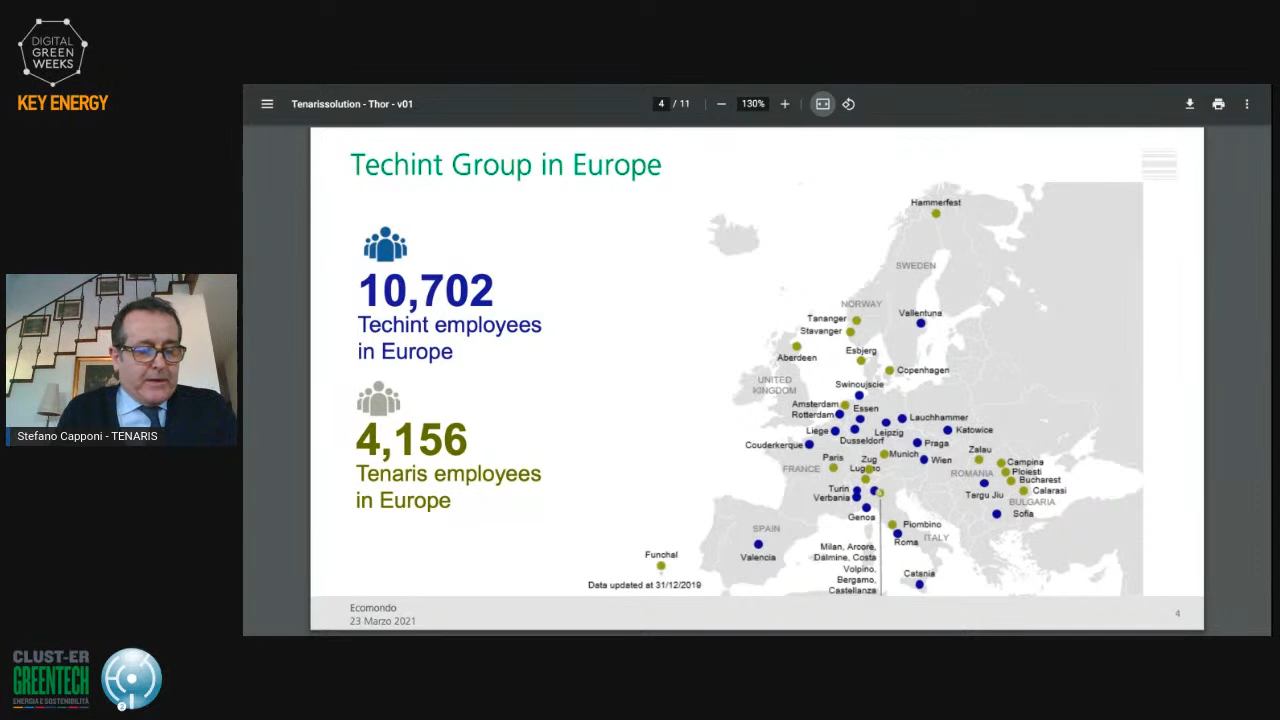 DIGITAL
GREEN
WEEKS
KEY ENERGY
Tenarissolution - Thor - v01
4 / 11
130%
Techint Group in Europe
10,702
Techint employees
in Europe
4,156
Tenaris employees
in Europe
Hammerfest
SWEDEN
NORWAY
Vallentuna
Tananger
Stavanger
Aberdeen
Esbjerg
Copenhagen
UNITED
KINGDOM
Swinoujscie
Amsterdam
Rotterdam
Essen
Lauchhammer
Liege
Dusseldorf
Leipzig
Katowice
Couderkerque
Praga
Paris
Zug
Munich
Wien
Zalau
Campina
FRANCE
Lugano
ROMANIA
Ploiesti
Bucharest
Turin
Verbania
Targu Jiu
Calarasi
BULGARIA
Genoa
Sofia
SPAIN
Valencia
Piombino
Roma
ITALY
Milan, Arcore,
Dalmine, Costa
Volpino,
Bergamo,
Castellanza
Catania
Funchal
Data updated at 31/12/2019
Ecomondo
23 Marzo 2021
4
Stefano Capponi - TENARIS
CLUST-ER
GREENTECH
ENERGIA E SOSTENIBILITÀ
2